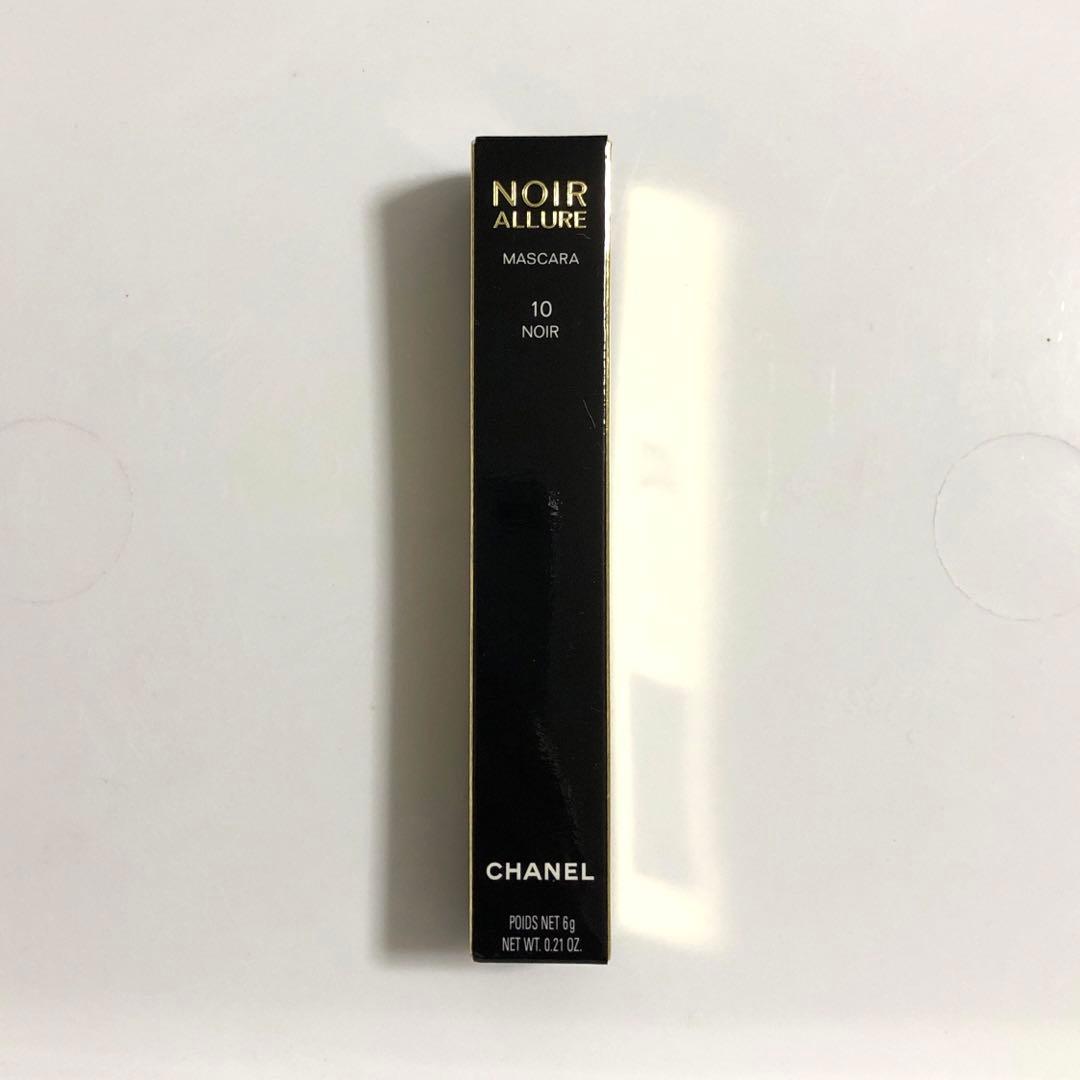 NOIR
ALLURE
MASCARA
10
NOIR
CHANEL
POIDS NET 6g
NET WT. 0.21 OZ.